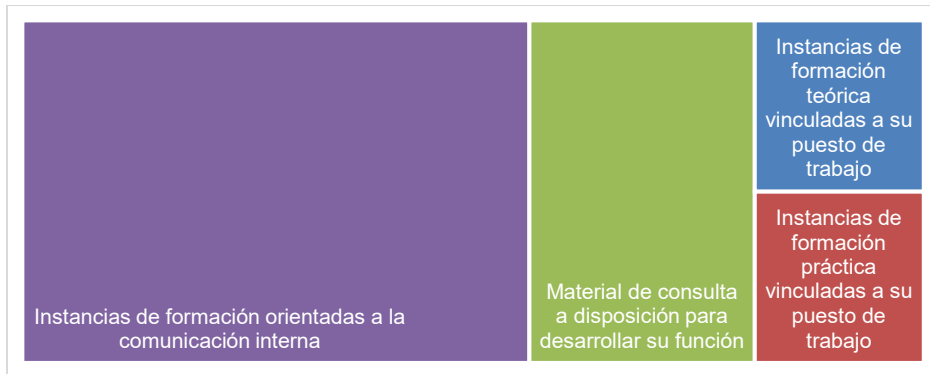 Instancias de formación orientadas a la
comunicación interna
Material de consulta
a disposición para
desarrollar su función
Instancias de
formación
teórica
vinculadas a su
puesto de
trabajo
Instancias de
formación
práctica
vinculadas a su
puesto de
trabajo